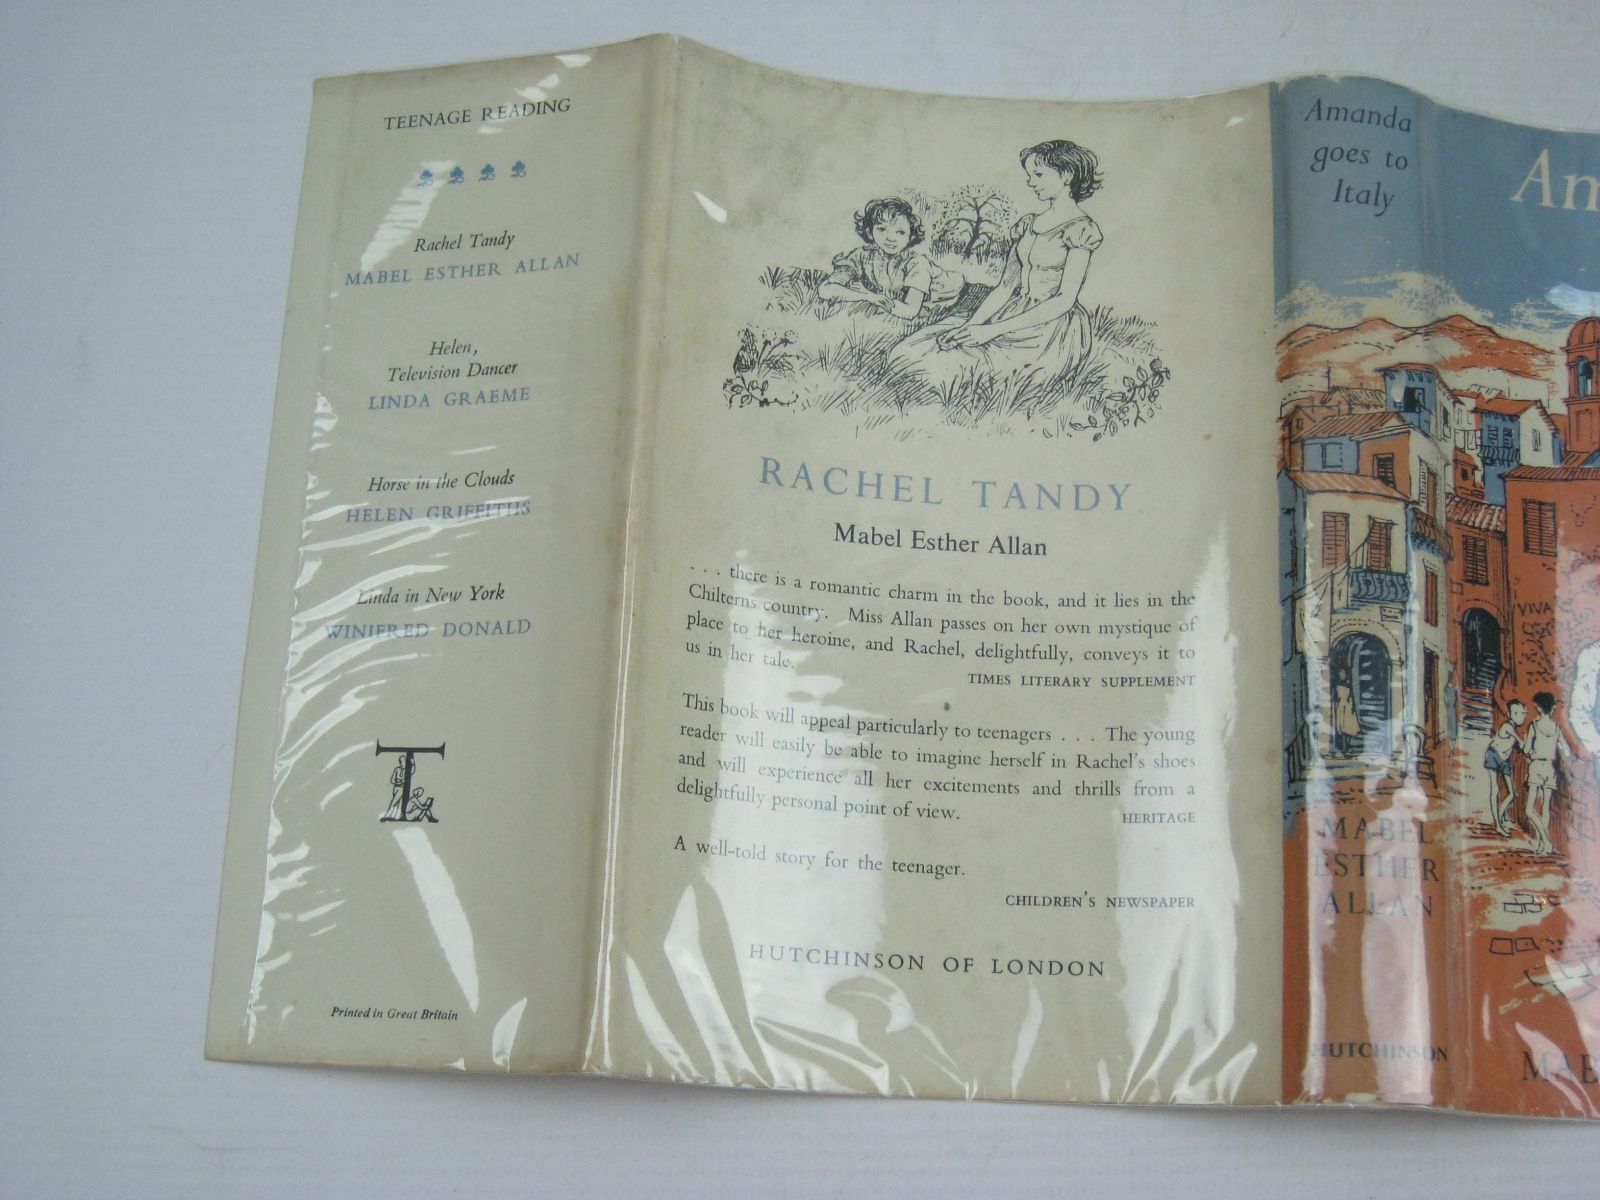 TEENAGE READING
Rachel Tandy
MABEL ESTHER ALLAN
Helen,
Television Dancer
LINDA GRAEME
Horse in the Clouds
HELEN GRIFFITHS
Linda in New York
WINIFRED DONALD
T
Printed in Great Britain
RACHEL TANDY
Mabel Esther Allan
. . . there is a romantic charm in the book, and it lies in the
Chilterns country. Miss Allan passes on her own mystique of
place to her heroine, and Rachel, delightfully, conveys it to
us in her tale.
TIMES LITERARY SUPPLEMENT
This book will appeal particularly to teenagers . . . The young
reader will easily be able to imagine herself in Rachel's shoes
and will experience all her excitements and thrills from a
delightfully personal point of view.
HERITAGE
A well-told story for the teenager.
CHILDREN'S NEWSPAPER
HUTCHINSON OF LONDON
Amanda
goes to
Italy
MABEL
ESTHER
ALLAN
HUTCHINSON
Am
VIVA
MAB